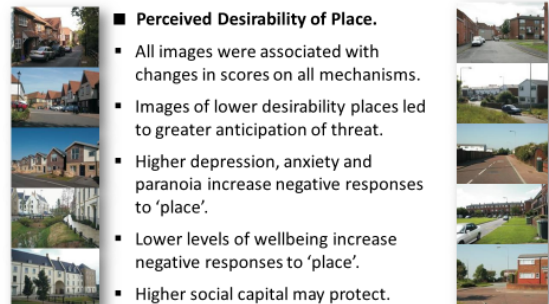 ■ Perceived Desirability of Place.
▪ All images were associated with
changes in scores on all mechanisms.
▪ Images of lower desirability places led
to greater anticipation of threat.
▪ Higher depression, anxiety and
paranoia increase negative responses
to ‘place’.
▪ Lower levels of wellbeing increase
negative responses to ‘place’.
▪ Higher social capital may protect.